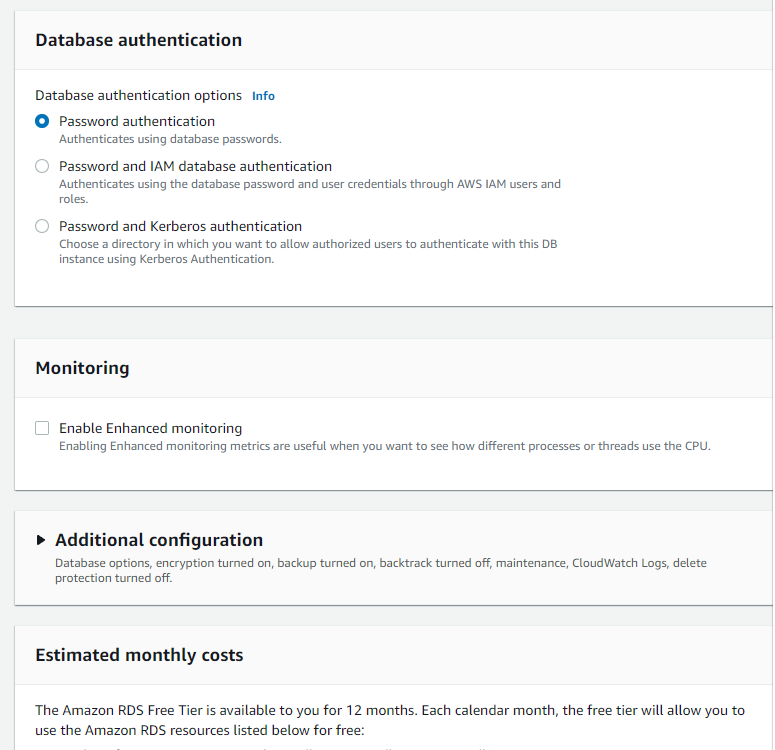 Database authentication
Database authentication options Info
Password authentication
Authenticates using database passwords.
Password and IAM database authentication
Authenticates using the database password and user credentials through AWS IAM users and
roles.
Password and Kerberos authentication
Choose a directory in which you want to allow authorized users to authenticate with this DB
instance using Kerberos Authentication.
Monitoring
Enable Enhanced monitoring
Enabling Enhanced monitoring metrics are useful when you want to see how different processes or threads use the CPU.
Additional configuration
Database options, encryption turned on, backup turned on, backtrack turned off, maintenance, CloudWatch Logs, delete
protection turned off.
Estimated monthly costs
The Amazon RDS Free Tier is available to you for 12 months. Each calendar month, the free tier will allow you to
use the Amazon RDS resources listed below for free: